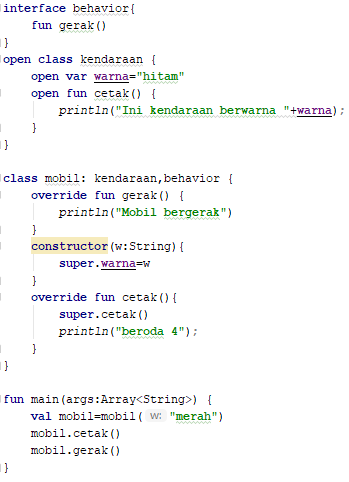 interface behavior{
    fun gerak()
}
open class kendaraan {
    open var warna="hitam"
    open fun cetak() {
        println("Ini kendaraan berwarna "+warna);
    }
}

class mobil: kendaraan,behavior {
    override fun gerak() {
        println("Mobil bergerak")
    }
    constructor(w:String){
        super.warna=w
    }
    override fun cetak(){
        super.cetak()
        println("beroda 4");
    }
}

fun main(args:Array<String>) {
    val mobil=mobil( w: "merah")
    mobil.cetak()
    mobil.gerak()
}